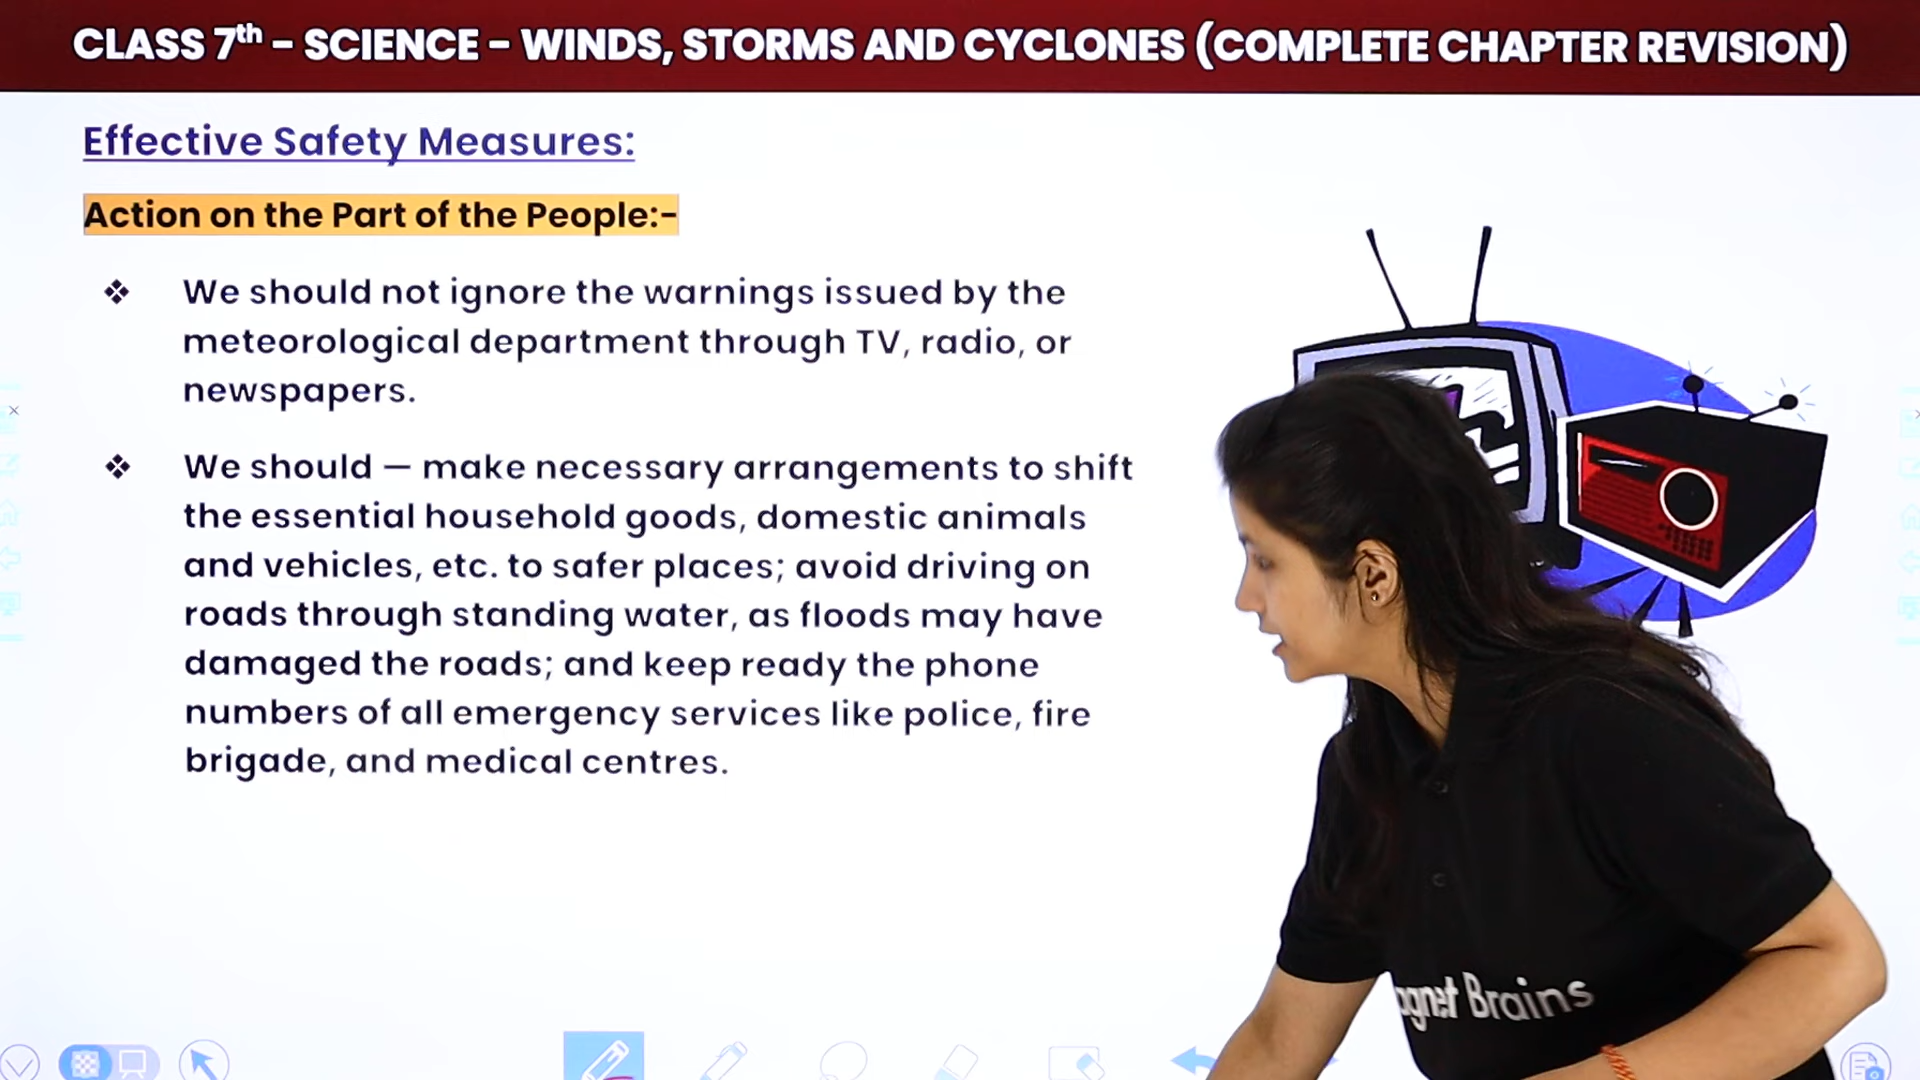 CLASS 7th - SCIENCE - WINDS, STORMS AND CYCLONES (COMPLETE CHAPTER REVISION)
Effective Safety Measures:
Action on the Part of the People:-
❖ We should not ignore the warnings issued by the
meteorological department through TV, radio, or
newspapers.
❖ We should — make necessary arrangements to shift
the essential household goods, domestic animals
and vehicles, etc. to safer places; avoid driving on
roads through standing water, as floods may have
damaged the roads; and keep ready the phone
numbers of all emergency services like police, fire
brigade, and medical centres.
agnet Brains